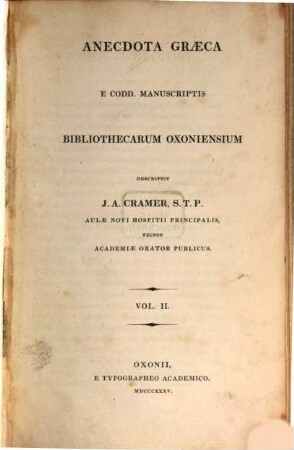 ANECDOTA GRÆCA
E CODD. MANUSCRIPTIS
BIBLIOTHECARUM OXONIENSIUM
DESCRIPSIT
J. A. CRAMER, S. T. P.
AULÆ NOVI HOSPITII PRINCIPALIS,
NECNON
ACADEMIÆ ORATOR PUBLICUS.
VOL. II.
OXONII,
E TYPOGRAPHEO ACADEMICO.
MDCCCXXXV.